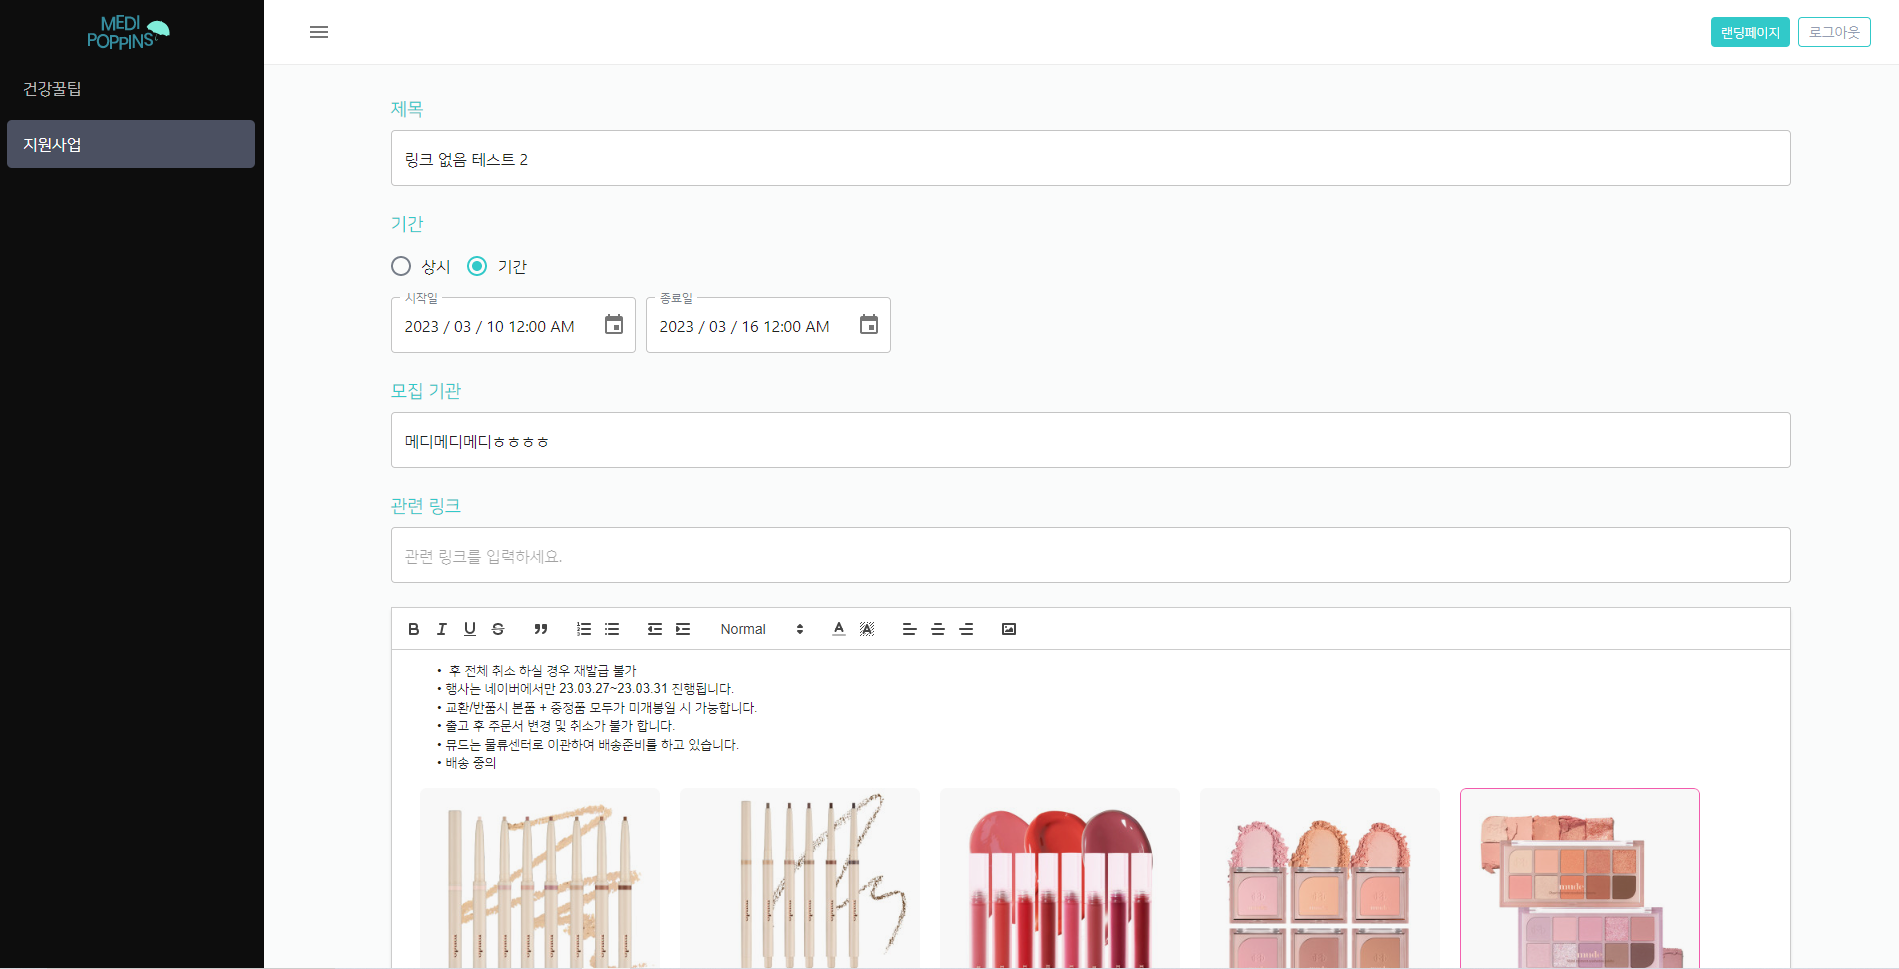 MEDI
POPPINS
랜딩페이지
로그아웃
건강꿀팁
지원사업
제목
링크 없음 테스트 2
기간
상시
기간
시작일
2023 / 03 / 10 12:00 AM
종료일
2023 / 03 / 16 12:00 AM
모집 기관
메디메디메디ㅎㅎㅎㅎ
관련 링크
관련 링크를 입력하세요.
Normal
• 후 전체 취소 하실 경우 재발급 불가
• 행사는 네이버에서만 23.03.27~23.03.31 진행됩니다.
• 교환/반품시 본품 + 증정품 모두가 미개봉일 시 가능합니다.
• 출고 후 주문서 변경 및 취소가 불가 합니다.
• 뮤드는 물류센터로 이관하여 배송준비를 하고 있습니다.
• 배송 중의
mude
mude